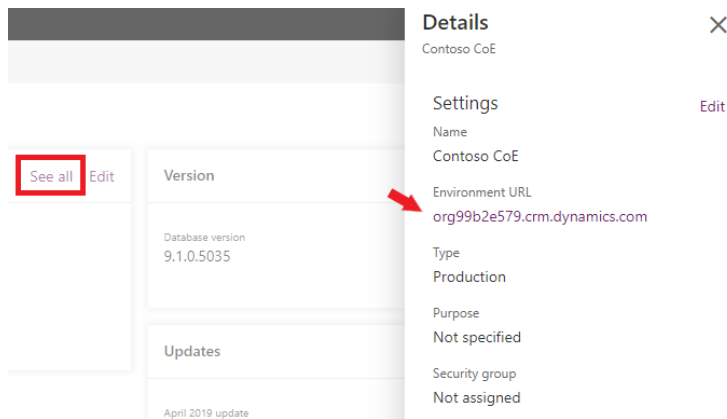 See all
Edit
Version
Database version
9.1.0.5035
Updates
April 2019 update
Details
Contoso CoE
Settings
Edit
Name
Contoso CoE
Environment URL
org99b2e579.crm.dynamics.com
Type
Production
Purpose
Not specified
Security group
Not assigned